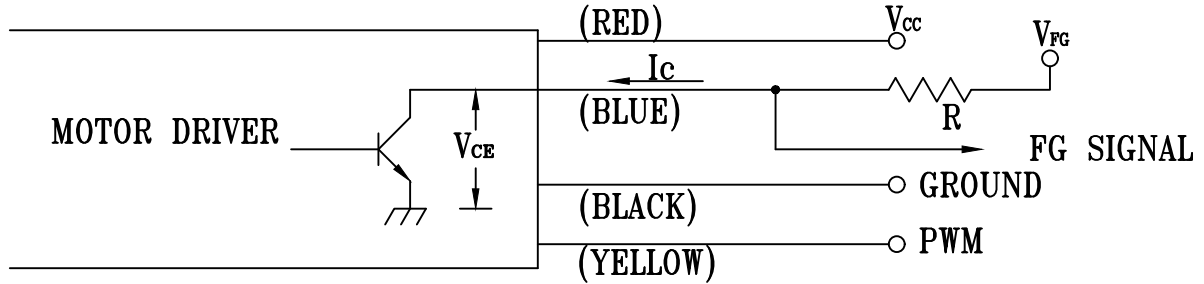 (RED)
VCC
VFG
Ic
(BLUE)
R
MOTOR DRIVER
VCE
FG SIGNAL
GROUND
(BLACK)
PWM
(YELLOW)